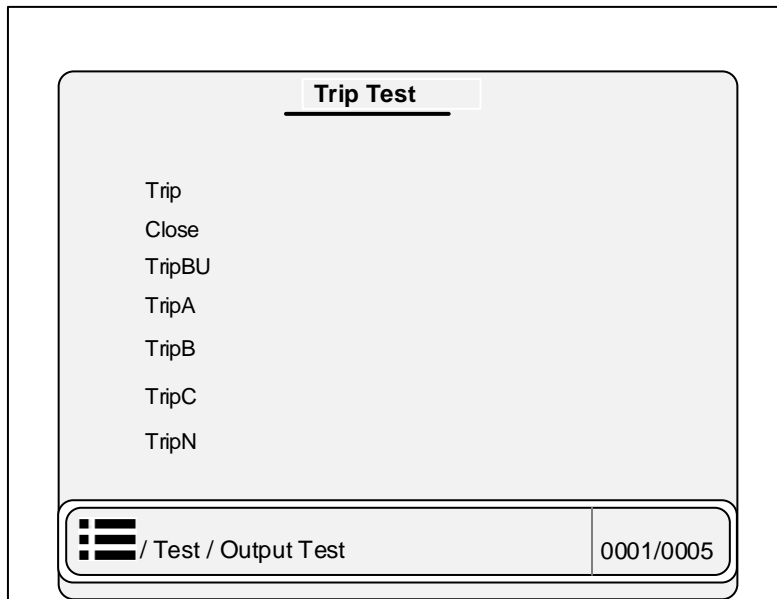 Trip Test
Trip
Close
TripBU
TripA
TripB
TripC
TripN
/ Test / Output Test 0001/0005